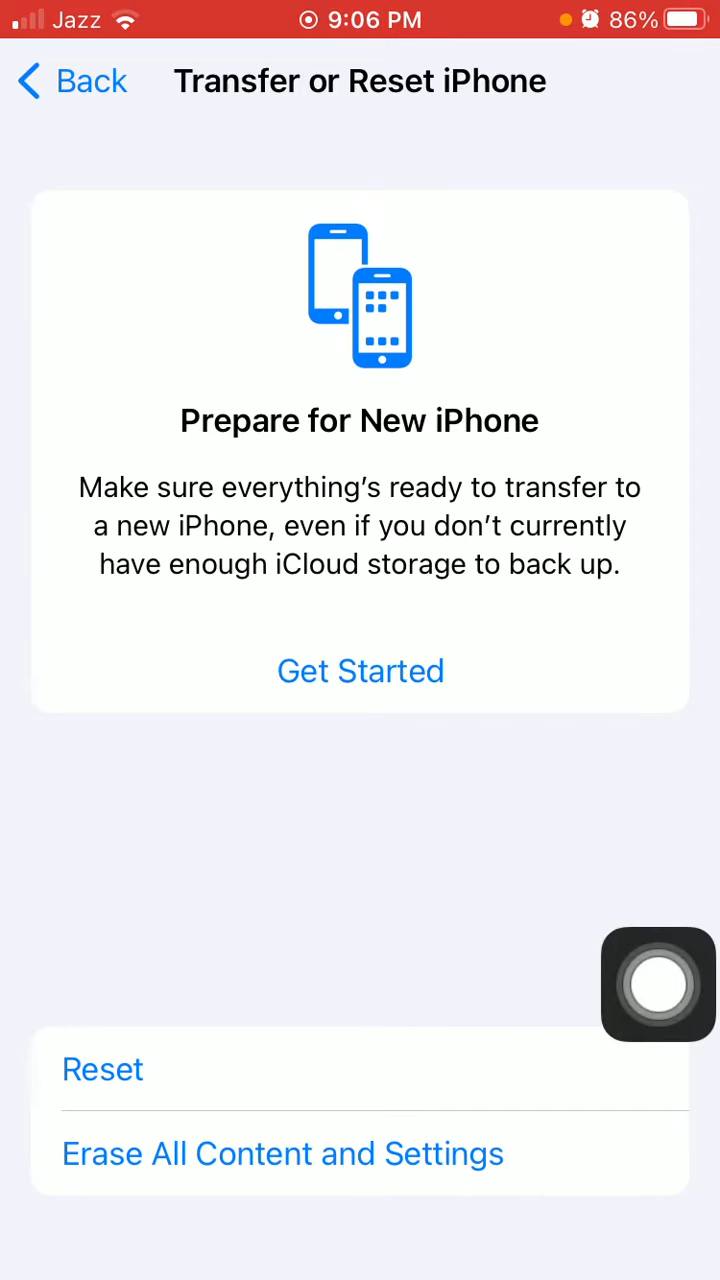 Jazz 9:06 PM 86%
Back Transfer or Reset iPhone
Prepare for New iPhone
Make sure everything's ready to transfer to
a new iPhone, even if you don't currently
have enough iCloud storage to back up.
Get Started
Reset
Erase All Content and Settings